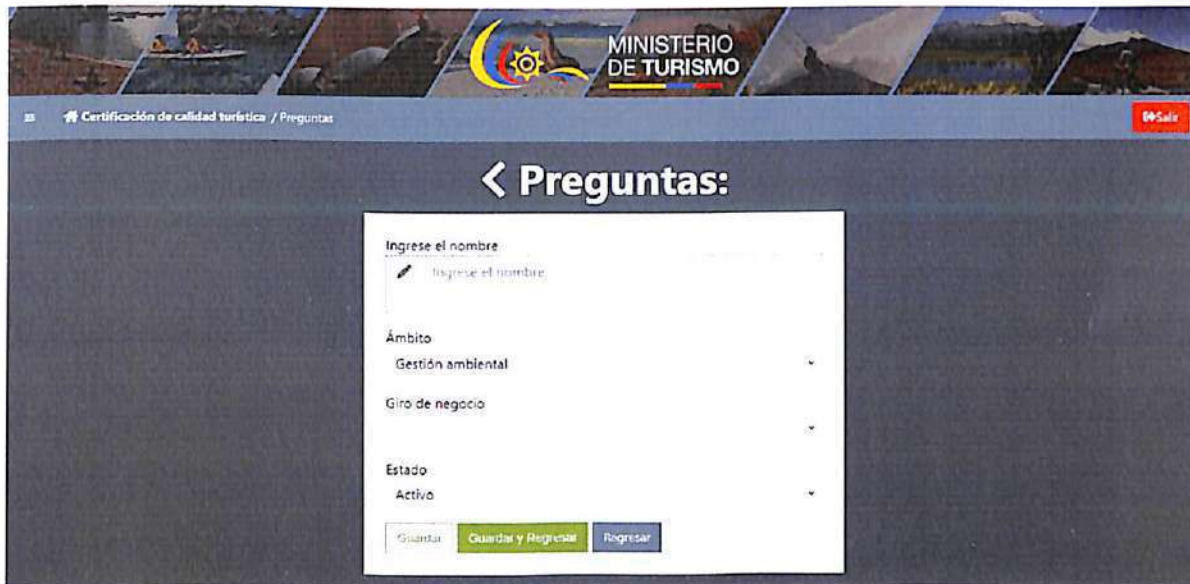 MINISTERIO
DE TURISMO
Certificación de calidad turística / Preguntas
Salir
Preguntas:
Ingrese el nombre
Ingrese el nombre
Ámbito
Gestión ambiental
Giro de negocio
Estado
Activo
Guardar Guardar y Regresar Regresar